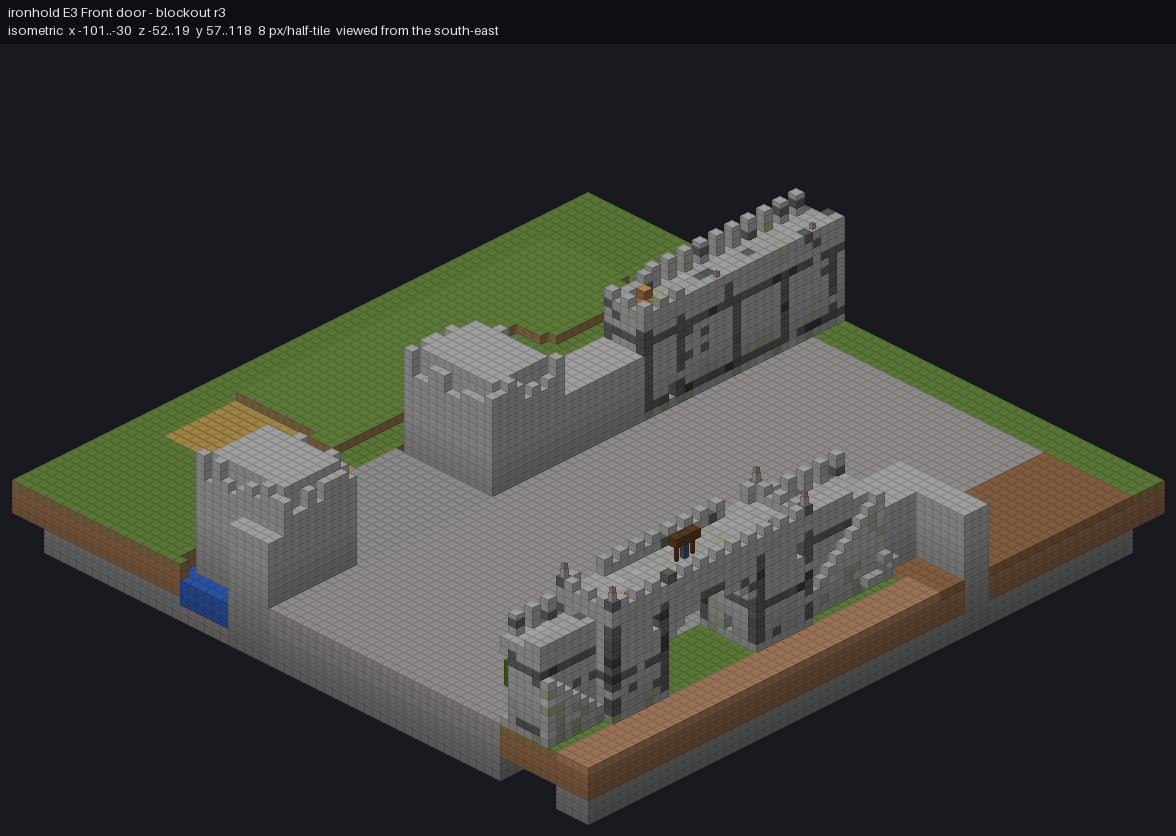 ironhold E3 Front door - blockout r3
isometric x -101..-30 z -52..19 y 57..118 8 px/half-tile viewed from the south-east